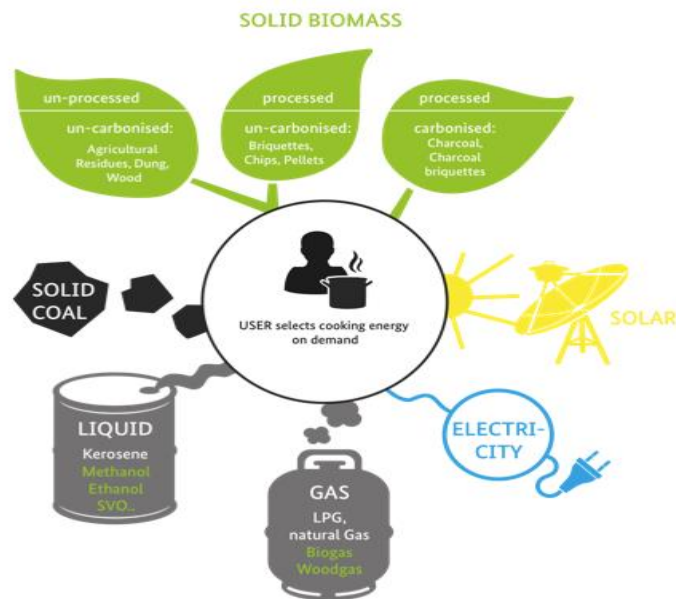 SOLID BIOMASS
un-processed
un-carbonised:
Agricultural
Residues, Dung,
Wood
processed
un-carbonised:
Briquettes,
Chips, Pellets
processed
carbonised:
Charcoal,
Charcoal
briquettes
SOLID
COAL
USER selects cooking energy
on demand
SOLAR
LIQUID
Kerosene
Methanol
Ethanol
SVO..
GAS
LPG,
natural Gas
Biogas
Woodgas
ELECTRI-
CITY